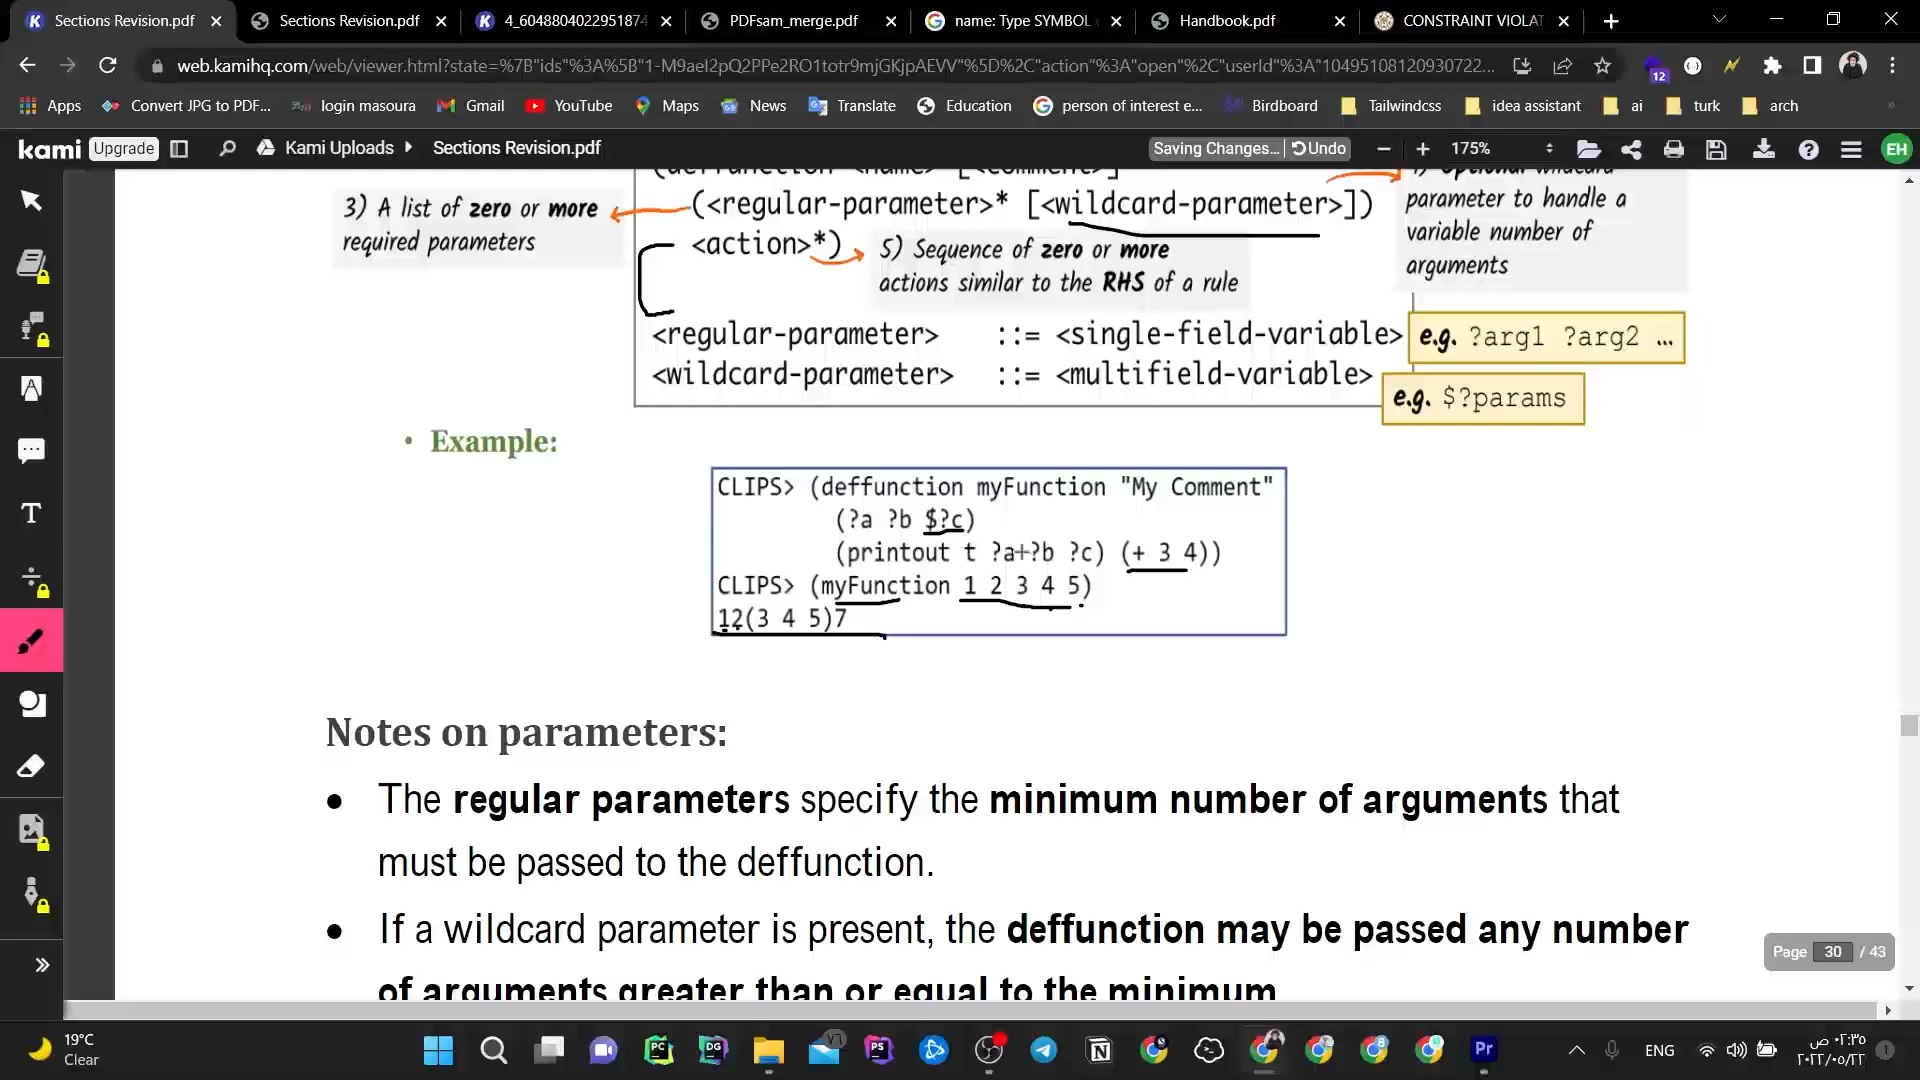 Sections Revision.pdf
Sections Revision.pdf
4_6048804022951874
PDFsam_merge.pdf
name: Type SYMBOL
Handbook.pdf
CONSTRAINT VIOLAT
web.kamihq.com/web/viewer.html?state=%7B"ids"%3A%5B"1-M9aeI2pQ2PPe2RO1totr9mjGKjpAEVV"%5D%2C"action"%3A"open"%2C"userId"%3A"10495108120930722...
12
Apps
Convert JPG to PDF...
login masoura
Gmail
YouTube
Maps
News
Translate
Education
person of interest e...
Birdboard
Tailwindcss
idea assistant
ai
turk
arch
kami
Upgrade
Kami Uploads
Sections Revision.pdf
Saving Changes...
Undo
175%
EH
3) A list of zero or more
required parameters
(<regular-parameter>* [<wildcard-parameter>])
<action>*)
5) Sequence of zero or more
actions similar to the RHS of a rule
parameter to handle a
variable number of
arguments
<regular-parameter> ::= <single-field-variable>
e.g. ?arg1 ?arg2 ...
<wildcard-parameter> ::= <multifield-variable>
e.g. $?params
• Example:
CLIPS> (deffunction myFunction "My Comment"
(?a ?b $?c)
(printout t ?a ?b ?c) (+ 3 4))
CLIPS> (myFunction 1 2 3 4 5)
12(3 4 5)7
Notes on parameters:
• The regular parameters specify the minimum number of arguments that
must be passed to the deffunction.
• If a wildcard parameter is present, the deffunction may be passed any number
of arguments greater than or equal to the minimum
Page 30 / 43
19°C
Clear
ENG
٠٢:٣٥ ص
٢٠٢٢/٠٥/٢٢